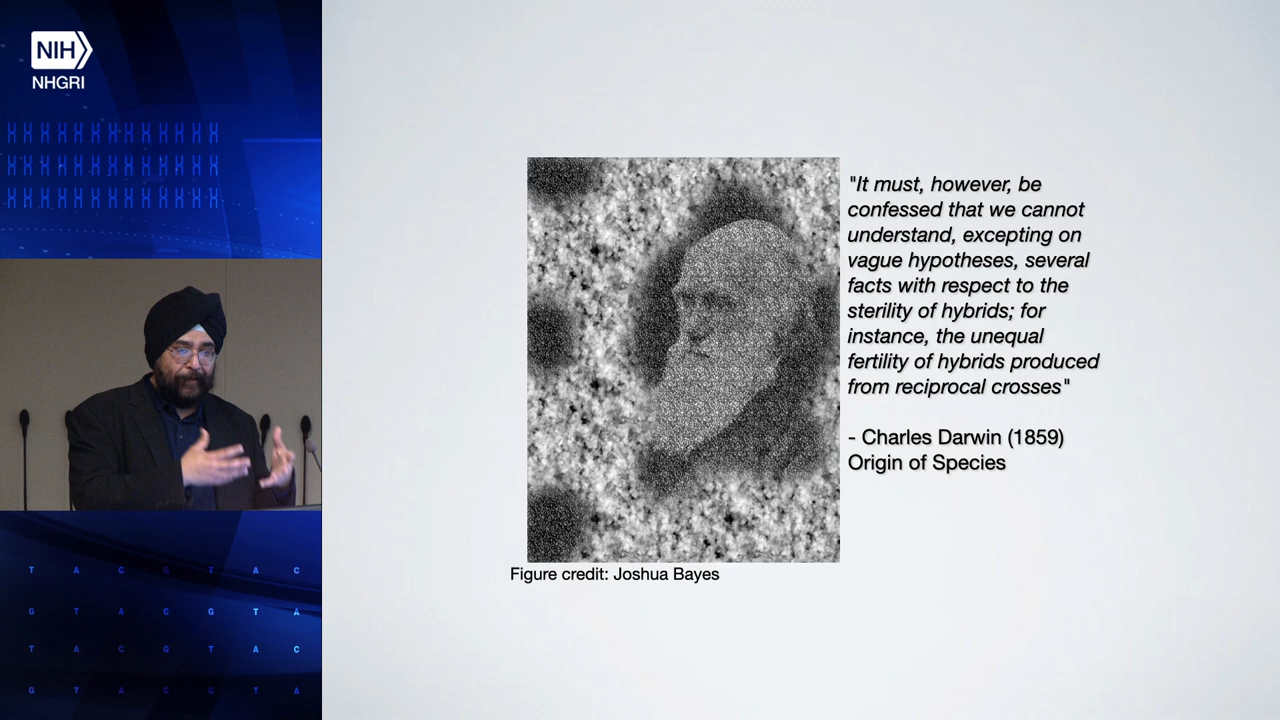 NIH
NHGRI
T A C G T A C
G T A C G T A
T A C G T A C
G T A C G T A
"It must, however, be
confessed that we cannot
understand, excepting on
vague hypotheses, several
facts with respect to the
sterility of hybrids; for
instance, the unequal
fertility of hybrids produced
from reciprocal crosses"
- Charles Darwin (1859)
Origin of Species
Figure credit: Joshua Bayes